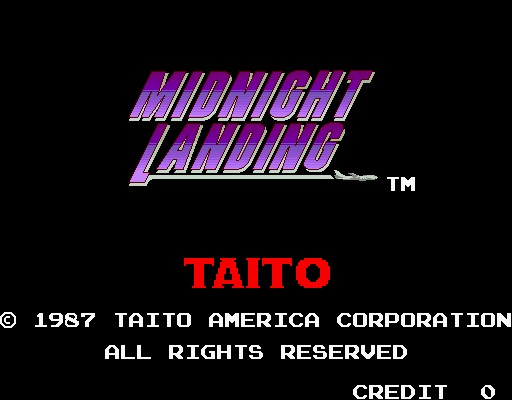 MIDNIGHT
LANDING
TM
TAITO
© 1987 TAITO AMERICA CORPORATION
ALL RIGHTS RESERVED
CREDIT 0